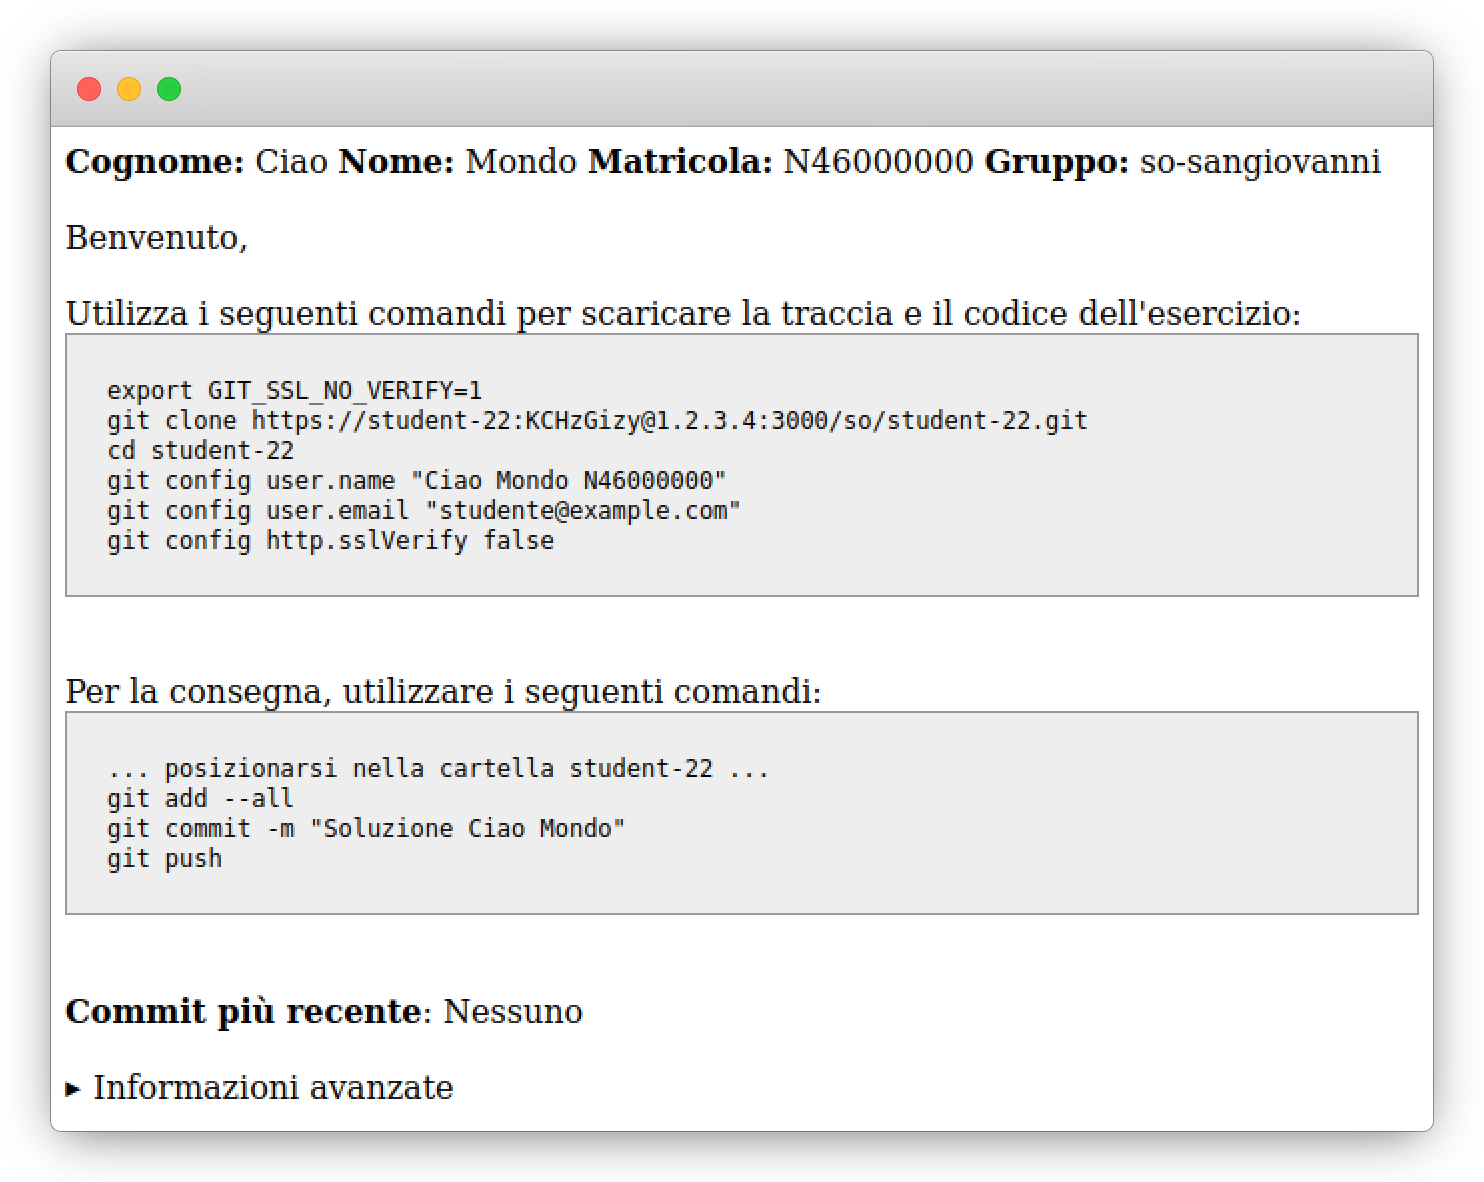 Cognome: Ciao Nome: Mondo Matricola: N46000000 Gruppo: so-sangiovanni
Benvenuto,
Utilizza i seguenti comandi per scaricare la traccia e il codice dell'esercizio:
export GIT_SSL_NO_VERIFY=1
git clone https://student-22:KCHzGizy@1.2.3.4:3000/so/student-22.git
cd student-22
git config user.name "Ciao Mondo N46000000"
git config user.email "studente@example.com"
git config http.sslVerify false
Per la consegna, utilizzare i seguenti comandi:
... posizionarsi nella cartella student-22 ...
git add --all
git commit -m "Soluzione Ciao Mondo"
git push
Commit più recente: Nessuno
▸ Informazioni avanzate